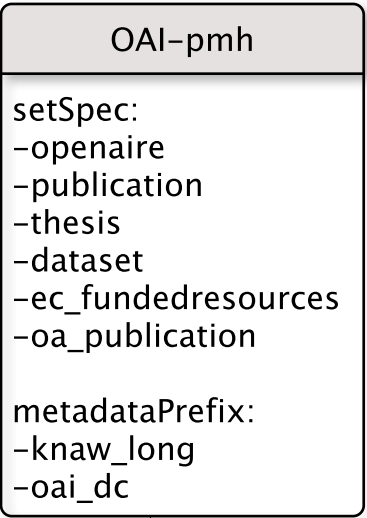 OAI-pmh
setSpec:
-openaire
-publication
-thesis
-dataset
-ec_fundedresources
-oa_publication
metadataPrefix:
-knaw_long
-oai_dc